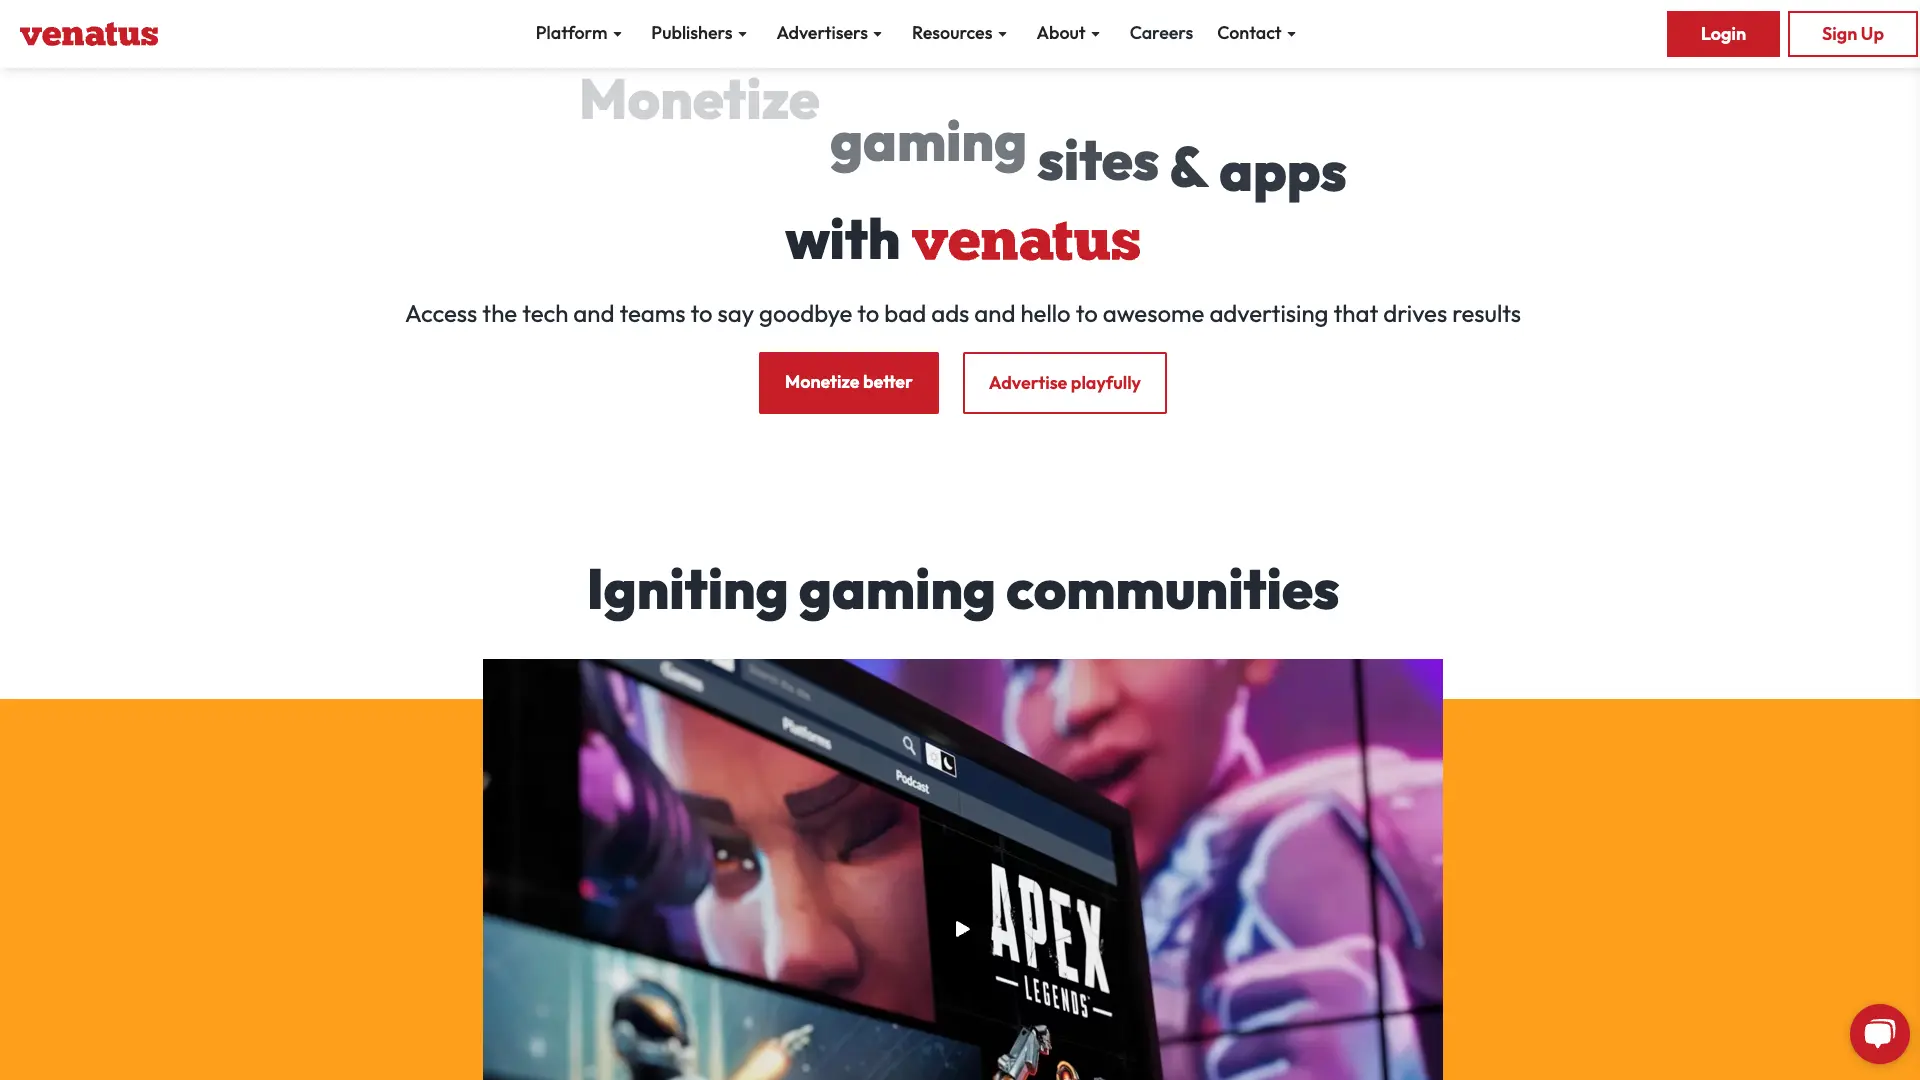 venatus
Platform
Publishers
Advertisers
Resources
About
Careers
Contact
Login
Sign Up
Monetize gaming sites & apps
with venatus
Access the tech and teams to say goodbye to bad ads and hello to awesome advertising that drives results
Monetize better
Advertise playfully
Igniting gaming communities
Games
Platforms
Podcast
APEX
LEGENDS